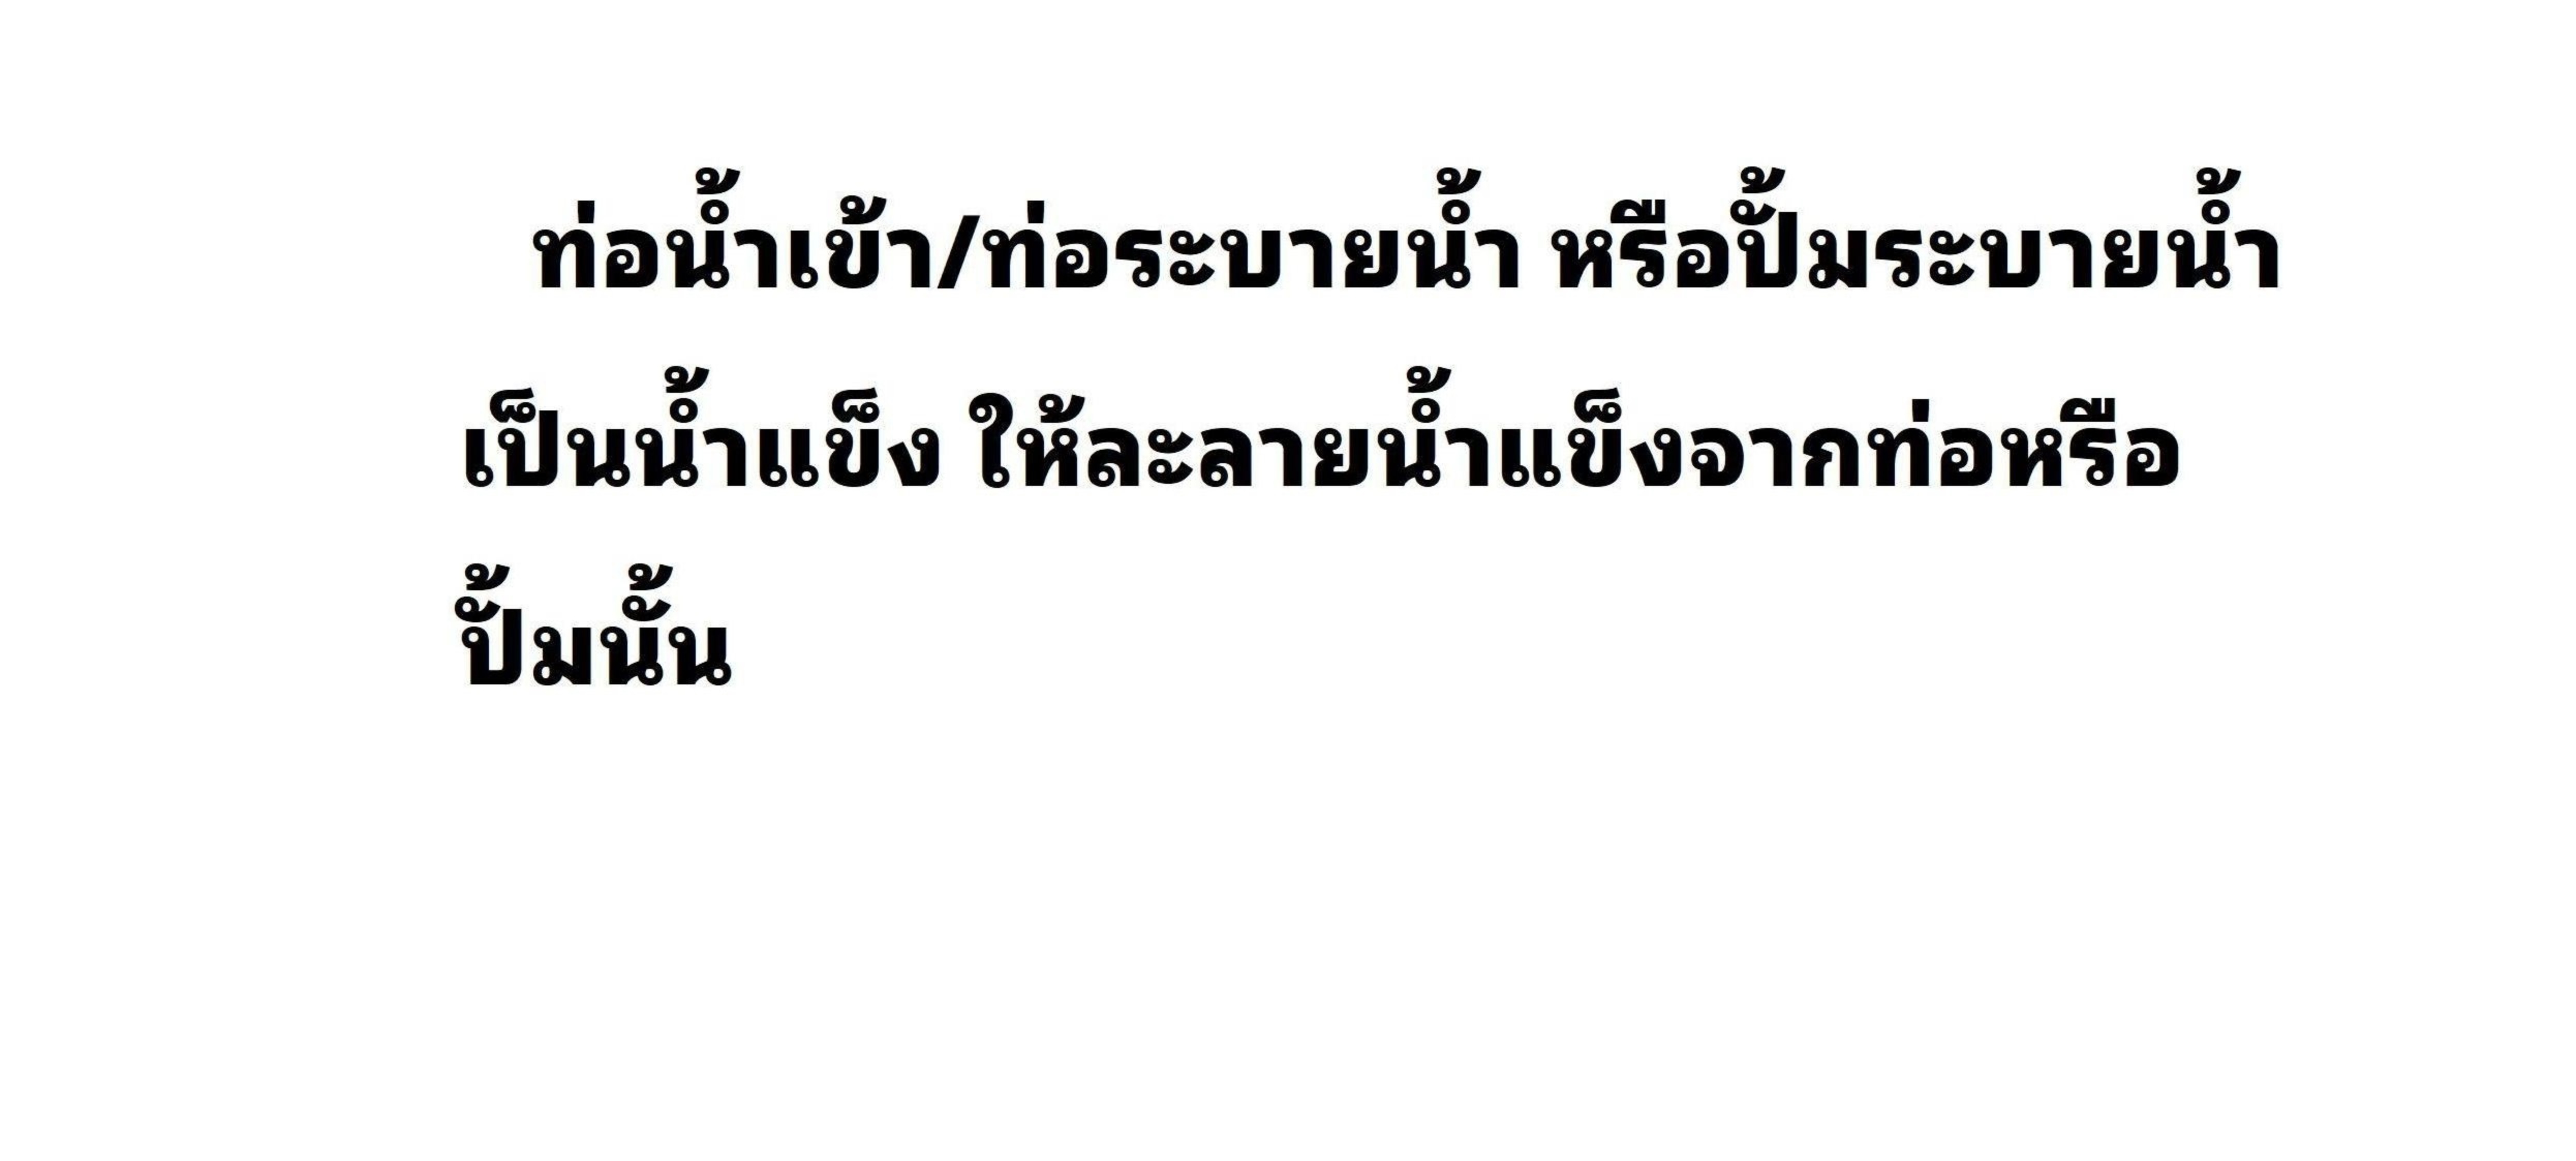 ท่อน้ำเข้า/ท่อระบายน้ำ หรือปั้มระบายน้ำ
เป็นน้ำแข็ง ให้ละลายน้ำแข็งจากท่อหรือ
ปั้มนั้น